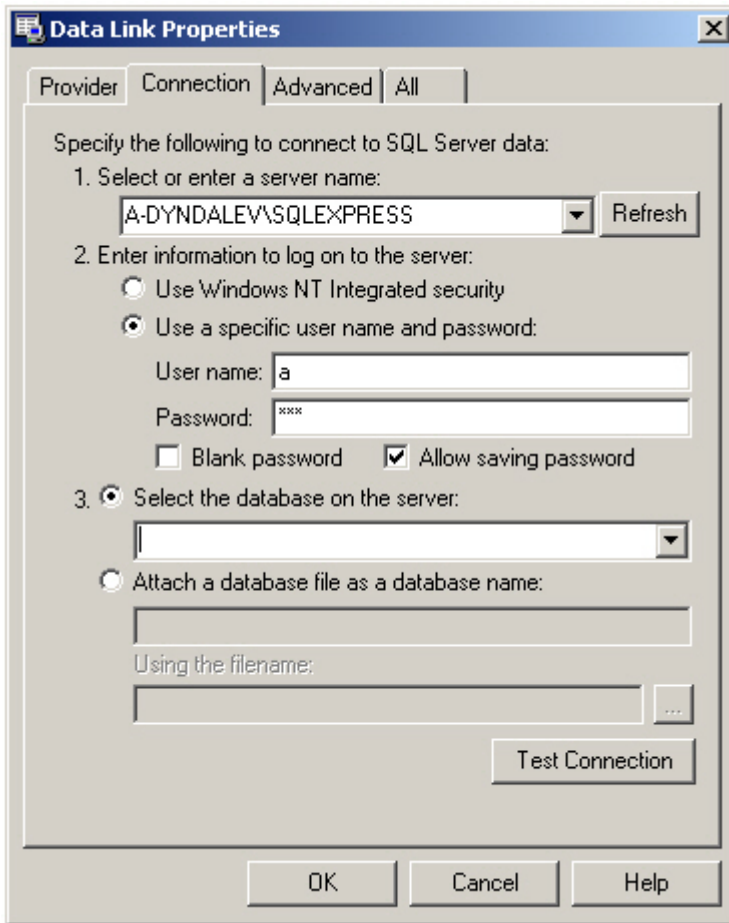 Data Link Properties
Provider Connection Advanced All
Specify the following to connect to SQL Server data:
1. Select or enter a server name:
A-DYNDALEV\SQLEXPRESS Refresh
2. Enter information to log on to the server:
Use Windows NT Integrated security
Use a specific user name and password:
User name: a
Password: ***
Blank password Allow saving password
3. Select the database on the server:
Attach a database file as a database name:
Using the filename:
...
Test Connection
OK Cancel Help